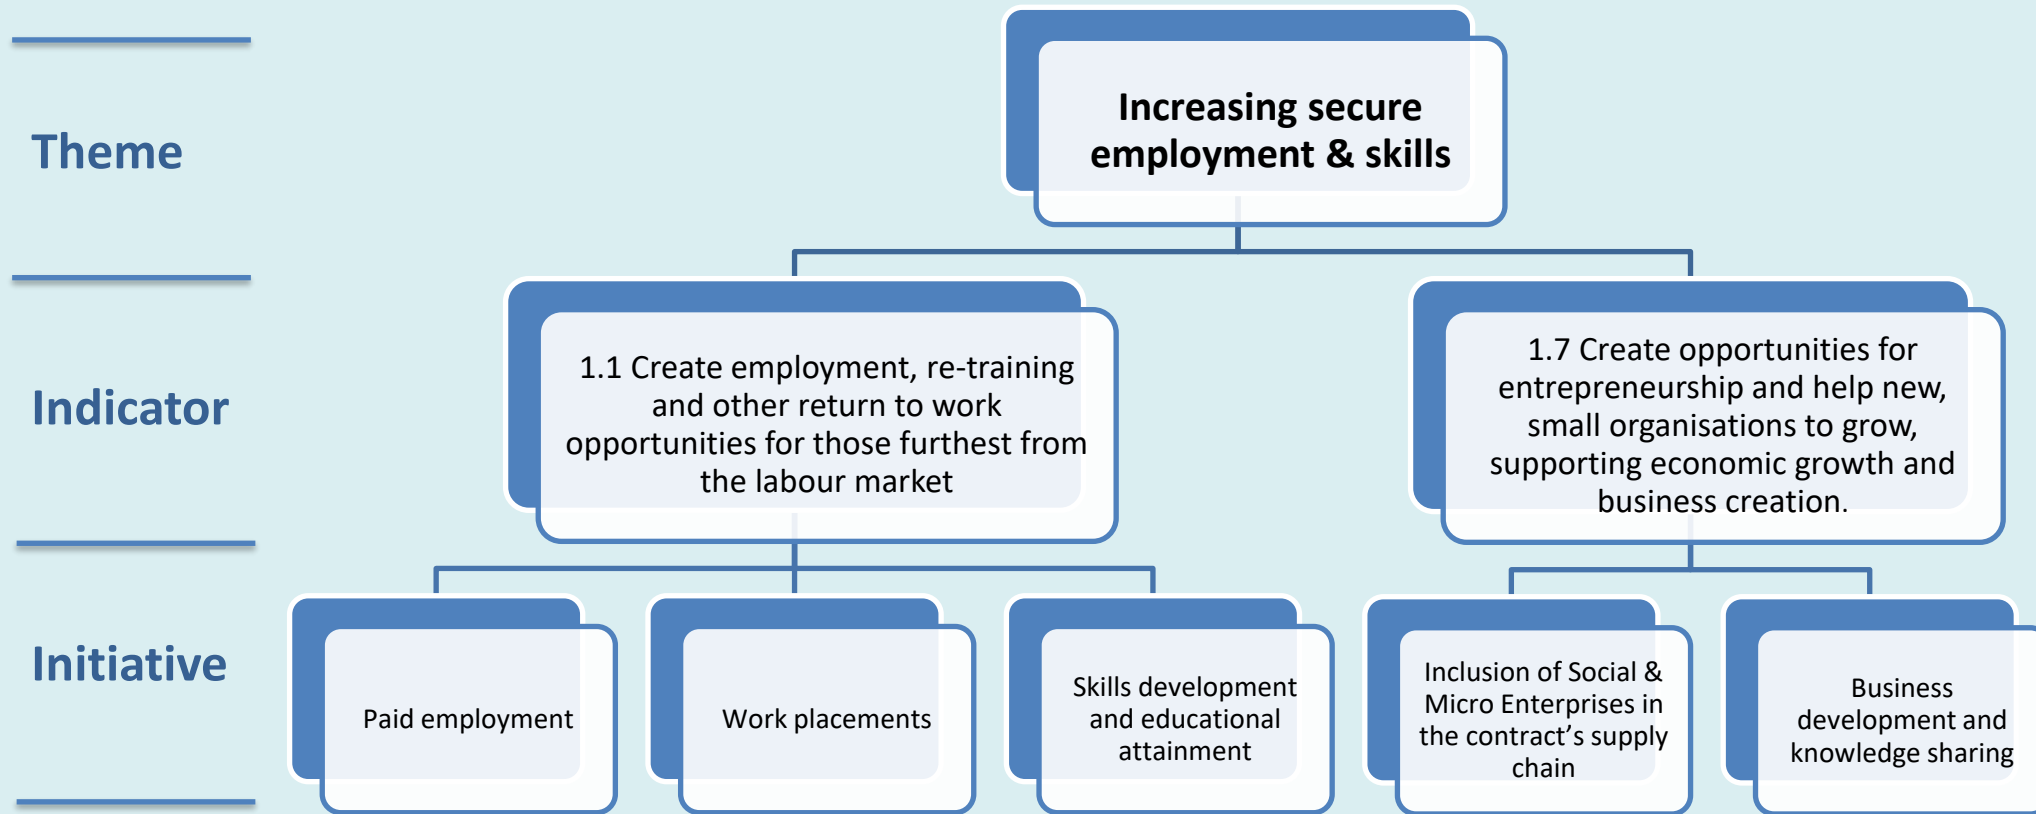 Theme
Increasing secure
employment & skills
Indicator
1.1 Create employment, re-training
and other return to work
opportunities for those furthest from
the labour market
1.7 Create opportunities for
entrepreneurship and help new,
small organisations to grow,
supporting economic growth and
business creation.
Initiative
Paid employment
Work placements
Skills development
and educational
attainment
Inclusion of Social &
Micro Enterprises in
the contract’s supply
chain
Business
development and
knowledge sharing